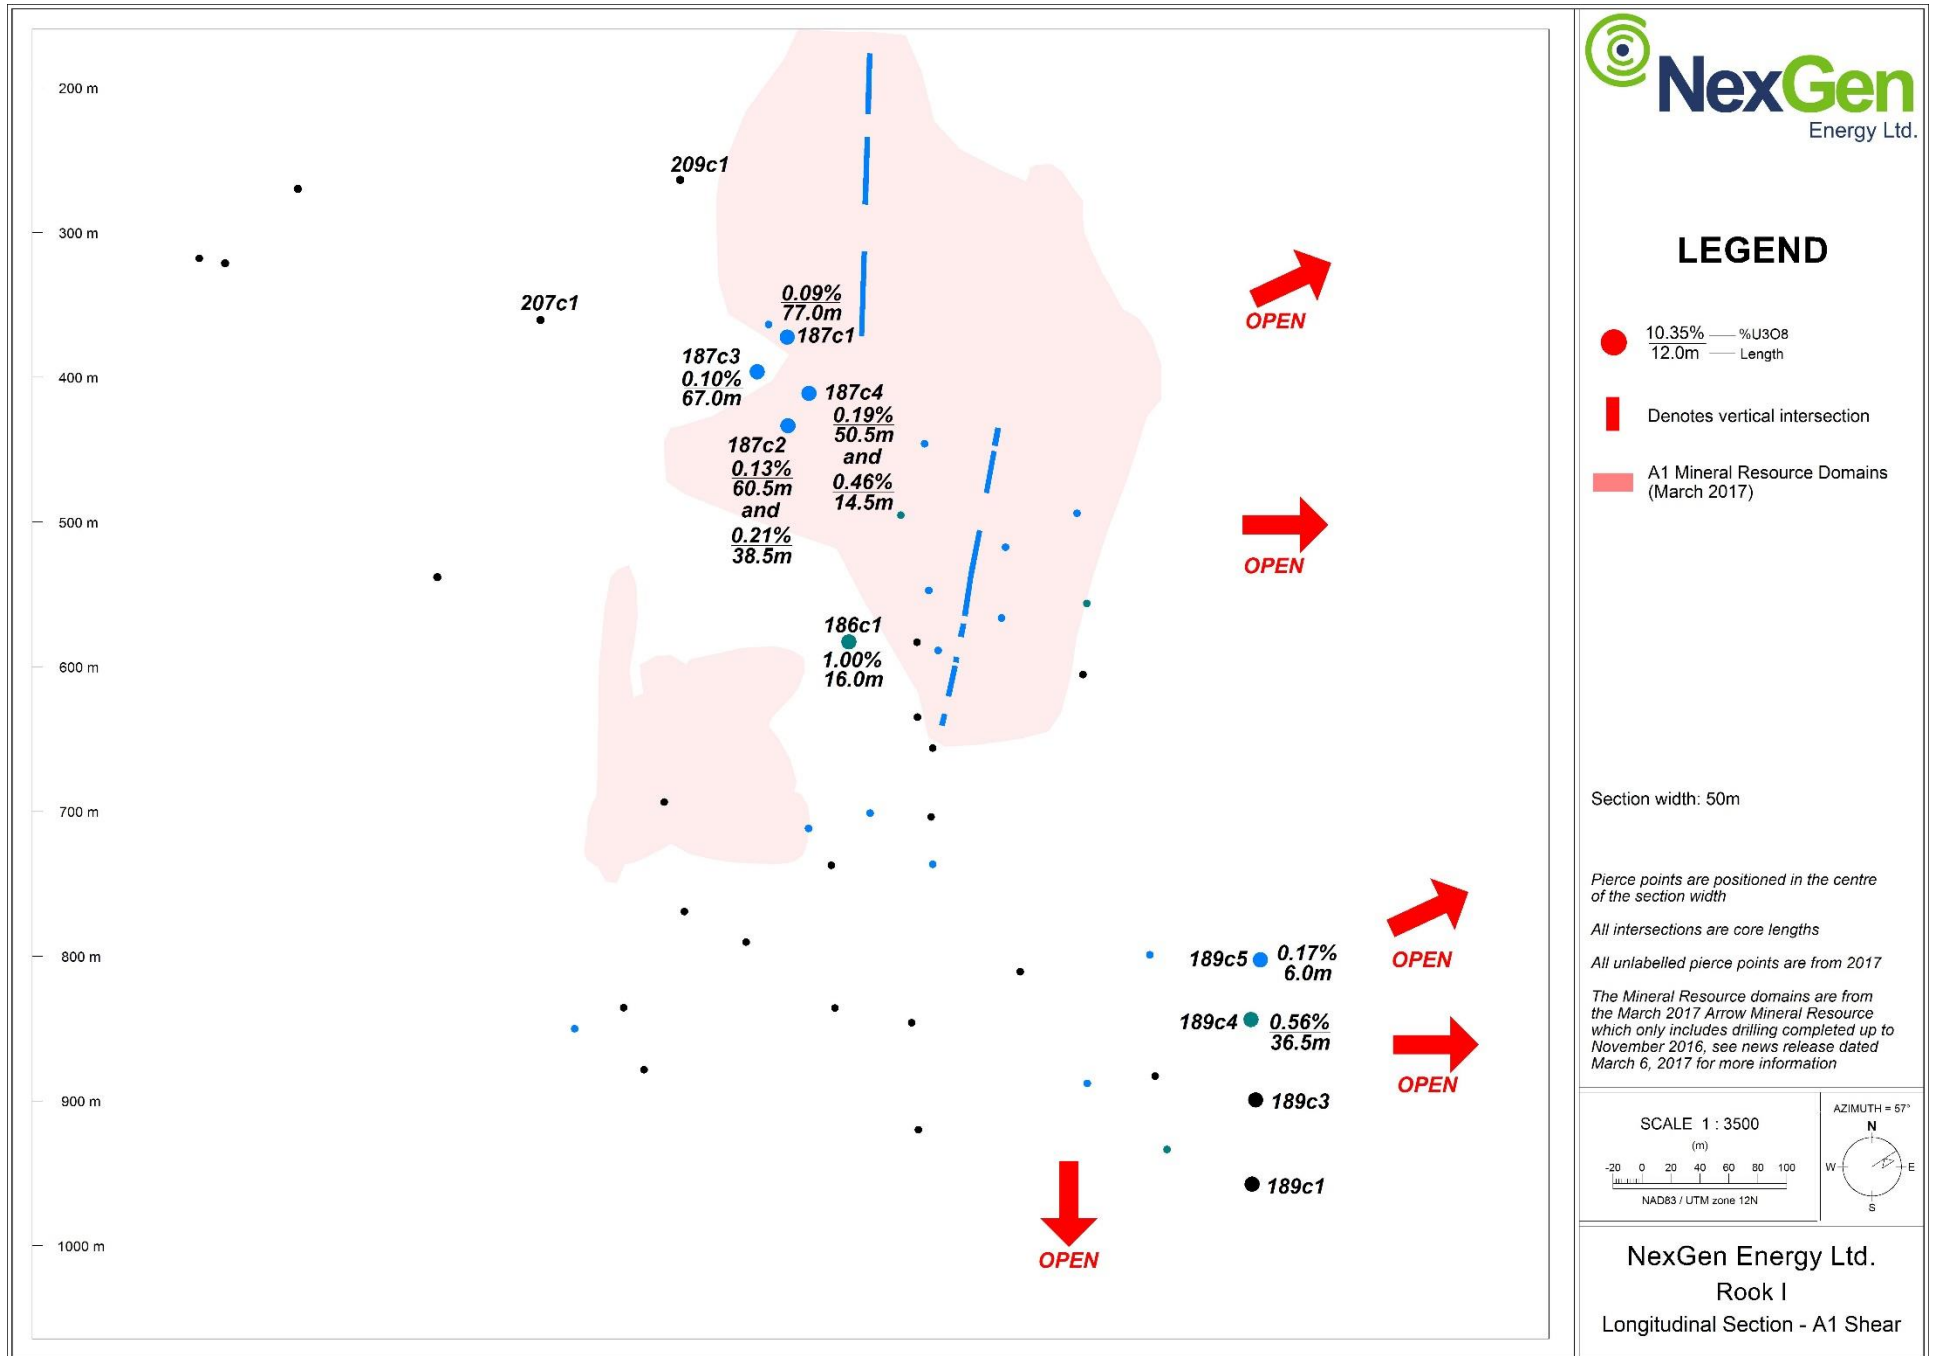 200 m
300 m
400 m
500 m
600 m
700 m
800 m
900 m
1000 m
209c1
207c1
0.09%
77.0m
187c1
187c3
0.10%
67.0m
187c4
0.19%
50.5m
and
0.46%
14.5m
187c2
0.13%
60.5m
and
0.21%
38.5m
186c1
1.00%
16.0m
OPEN
OPEN
189c5
0.17%
6.0m
OPEN
189c4
0.56%
36.5m
OPEN
189c3
189c1
OPEN
NexGen
Energy Ltd.
LEGEND
10.35% %U3O8
12.0m Length
Denotes vertical intersection
A1 Mineral Resource Domains
(March 2017)
Section width: 50m
Pierce points are positioned in the centre
of the section width
All intersections are core lengths
All unlabelled pierce points are from 2017
The Mineral Resource domains are from
the March 2017 Arrow Mineral Resource
which only includes drilling completed up to
November 2016, see news release dated
March 6, 2017 for more information
SCALE 1 : 3500
(m)
-20 0 20 40 60 80 100
NAD83 / UTM zone 12N
AZIMUTH = 57°
N
W E
S
NexGen Energy Ltd.
Rook I
Longitudinal Section - A1 Shear